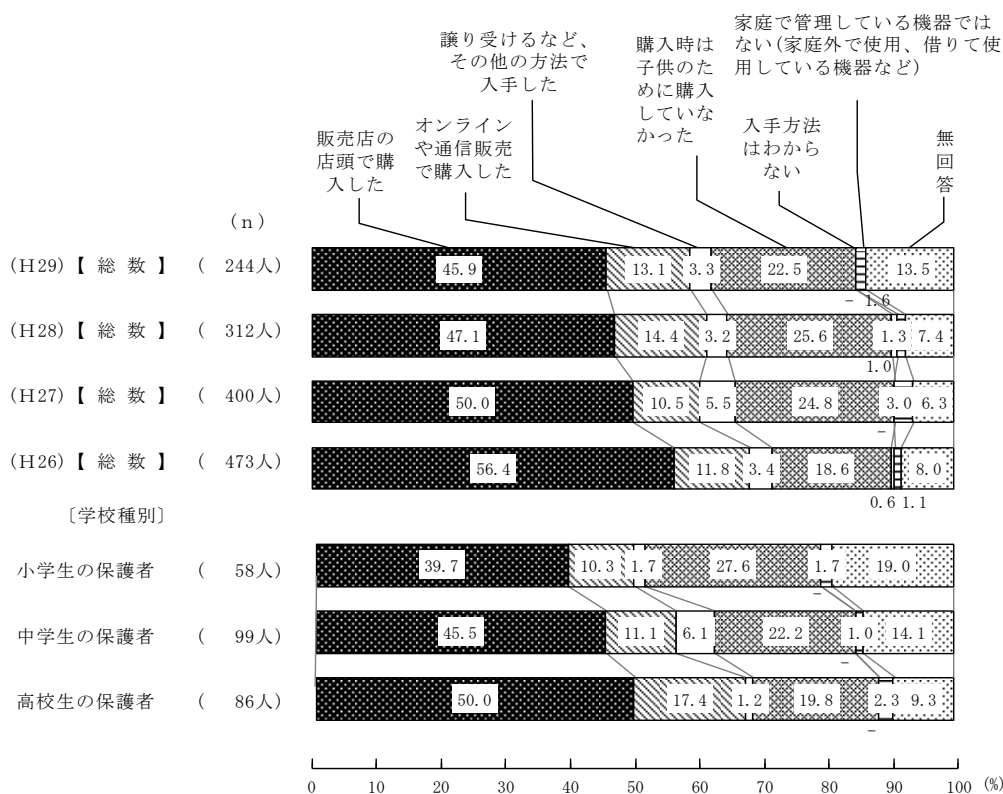 家庭で管理している機器では
ない(家庭外で使用、借りて使
用している機器など)
譲り受けるなど、
その他の方法で
入手した
購入時は
子供のた
めに購入
していな
かった
販売店の
店頭で購
入した
オンライン
や通信販売
で購入した
入手方法
はわから
ない
無
回
答
(n)
(H29)【 総 数 】 ( 244人) 45.9 13.1 3.3 22.5 13.5
- 1.6
(H28)【 総 数 】 ( 312人) 47.1 14.4 3.2 25.6 1.3 7.4
1.0
(H27)【 総 数 】 ( 400人) 50.0 10.5 5.5 24.8 3.0 6.3
-
(H26)【 総 数 】 ( 473人) 56.4 11.8 3.4 18.6 8.0
0.6 1.1
〔学校種別〕
小学生の保護者 ( 58人) 39.7 10.3 1.7 27.6 1.7 19.0
-
中学生の保護者 ( 99人) 45.5 11.1 6.1 22.2 1.0 14.1
-
高校生の保護者 ( 86人) 50.0 17.4 1.2 19.8 2.3 9.3
-
0 10 20 30 40 50 60 70 80 90 100 (%)